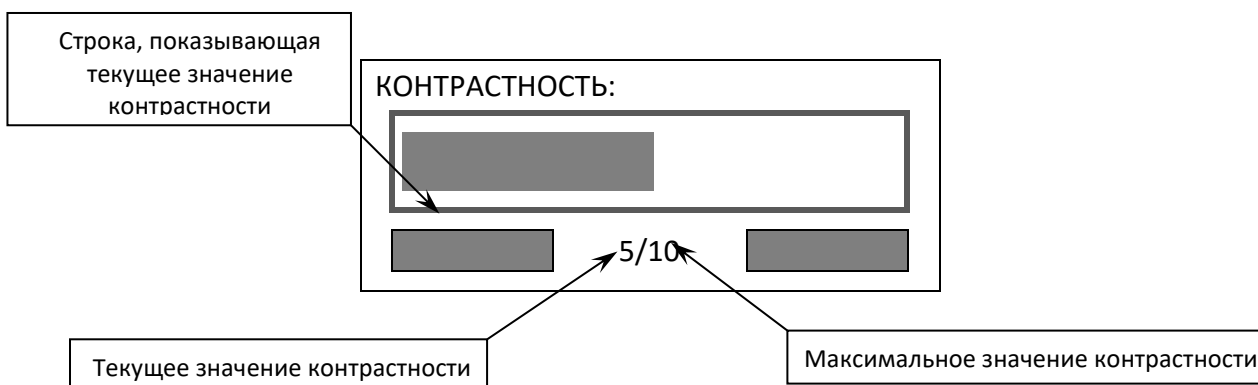 Строка, показывающая
текущее значение
контрастности
КОНТРАСТНОСТЬ:
5/10
Текущее значение контрастности
Максимальное значение контрастности